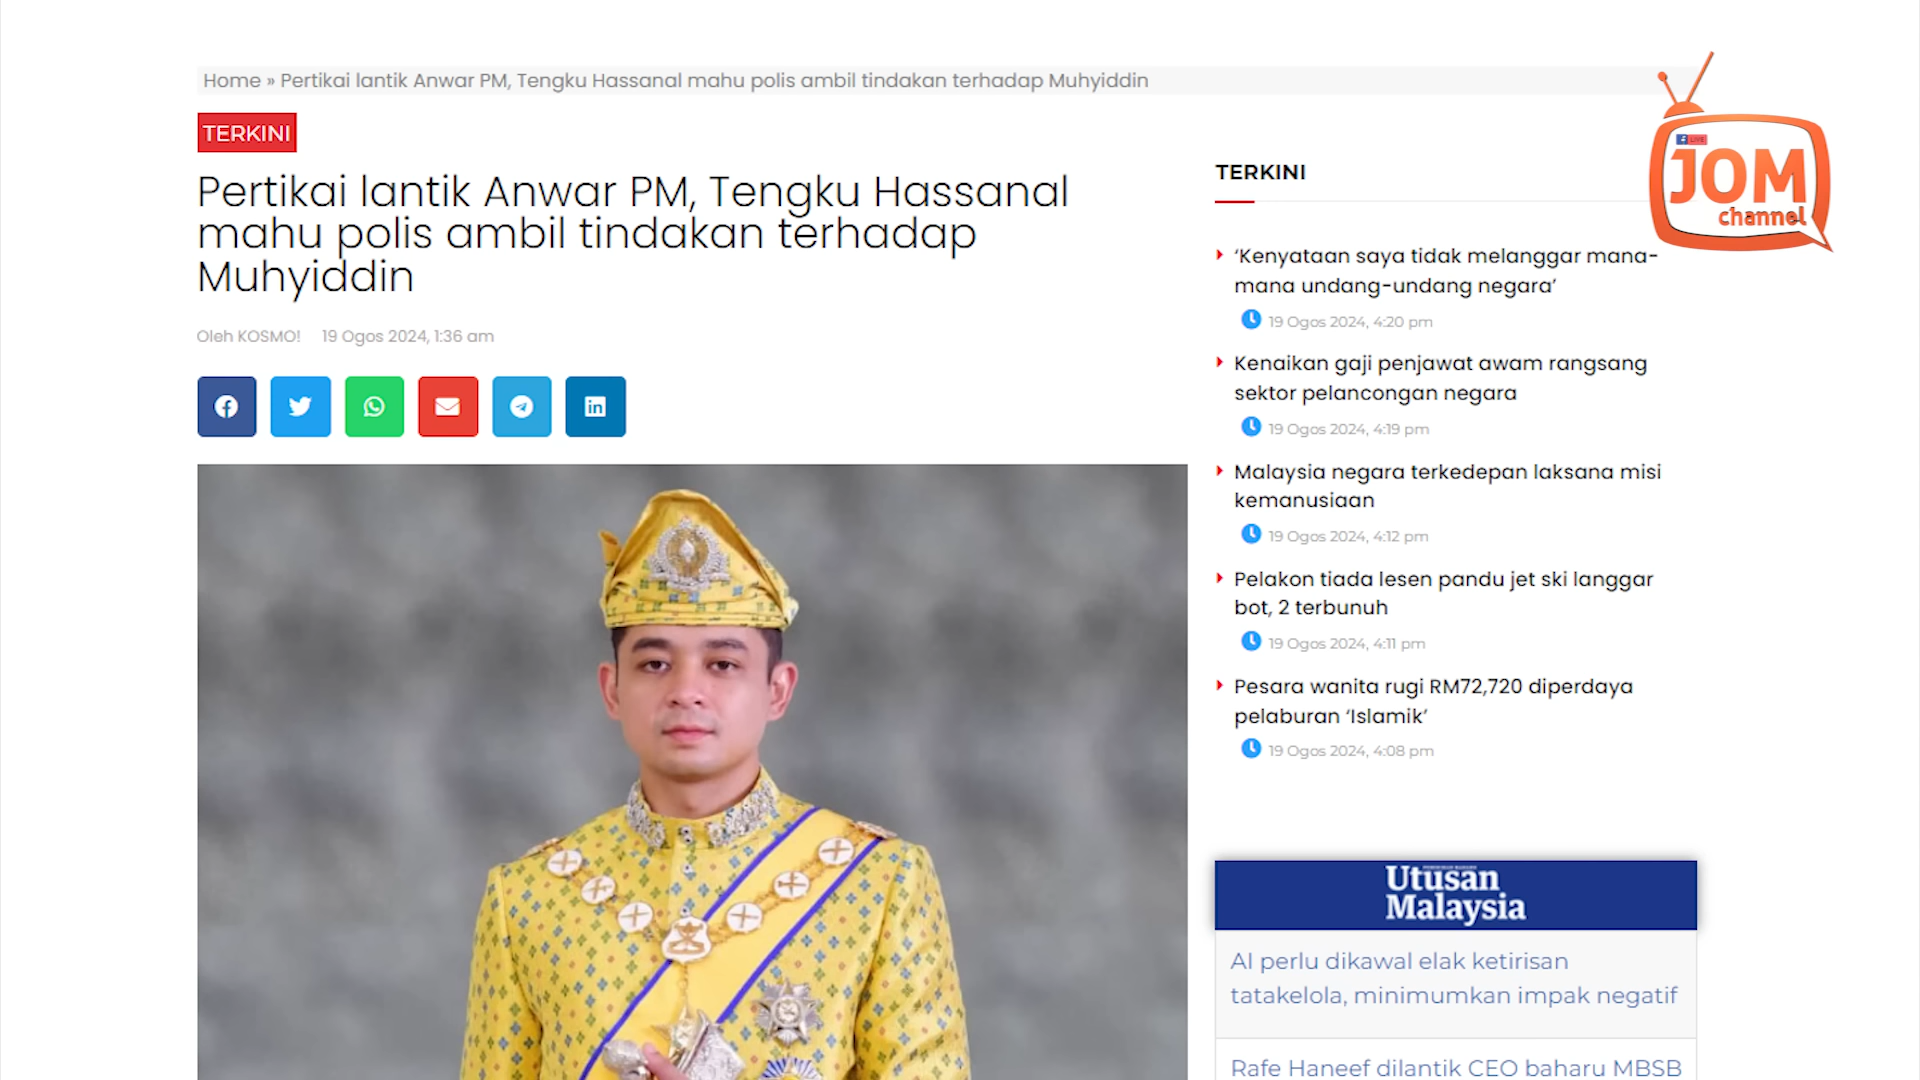 Home » Pertikai lantik Anwar PM, Tengku Hassanal mahu polis ambil tindakan terhadap Muhyiddin
TERKINI
Pertikai lantik Anwar PM, Tengku Hassanal
mahu polis ambil tindakan terhadap
Muhyiddin
Oleh KOSMO! 19 Ogos 2024, 1:36 am
TERKINI
‘Kenyataan saya tidak melanggar mana-
mana undang-undang negara’
19 Ogos 2024, 4:20 pm
Kenaikan gaji penjawat awam rangsang
sektor pelancongan negara
19 Ogos 2024, 4:19 pm
Malaysia negara terkedepan laksana misi
kemanusiaan
19 Ogos 2024, 4:12 pm
Pelakon tiada lesen pandu jet ski langgar
bot, 2 terbunuh
19 Ogos 2024, 4:11 pm
Pesara wanita rugi RM72,720 diperdaya
pelaburan ‘Islamik’
19 Ogos 2024, 4:08 pm
Utusan
Malaysia
AI perlu dikawal elak ketirisan
tatakelola, minimumkan impak negatif
Rafe Haneef dilantik CEO baharu MBSB
LIVE
JOM
channel